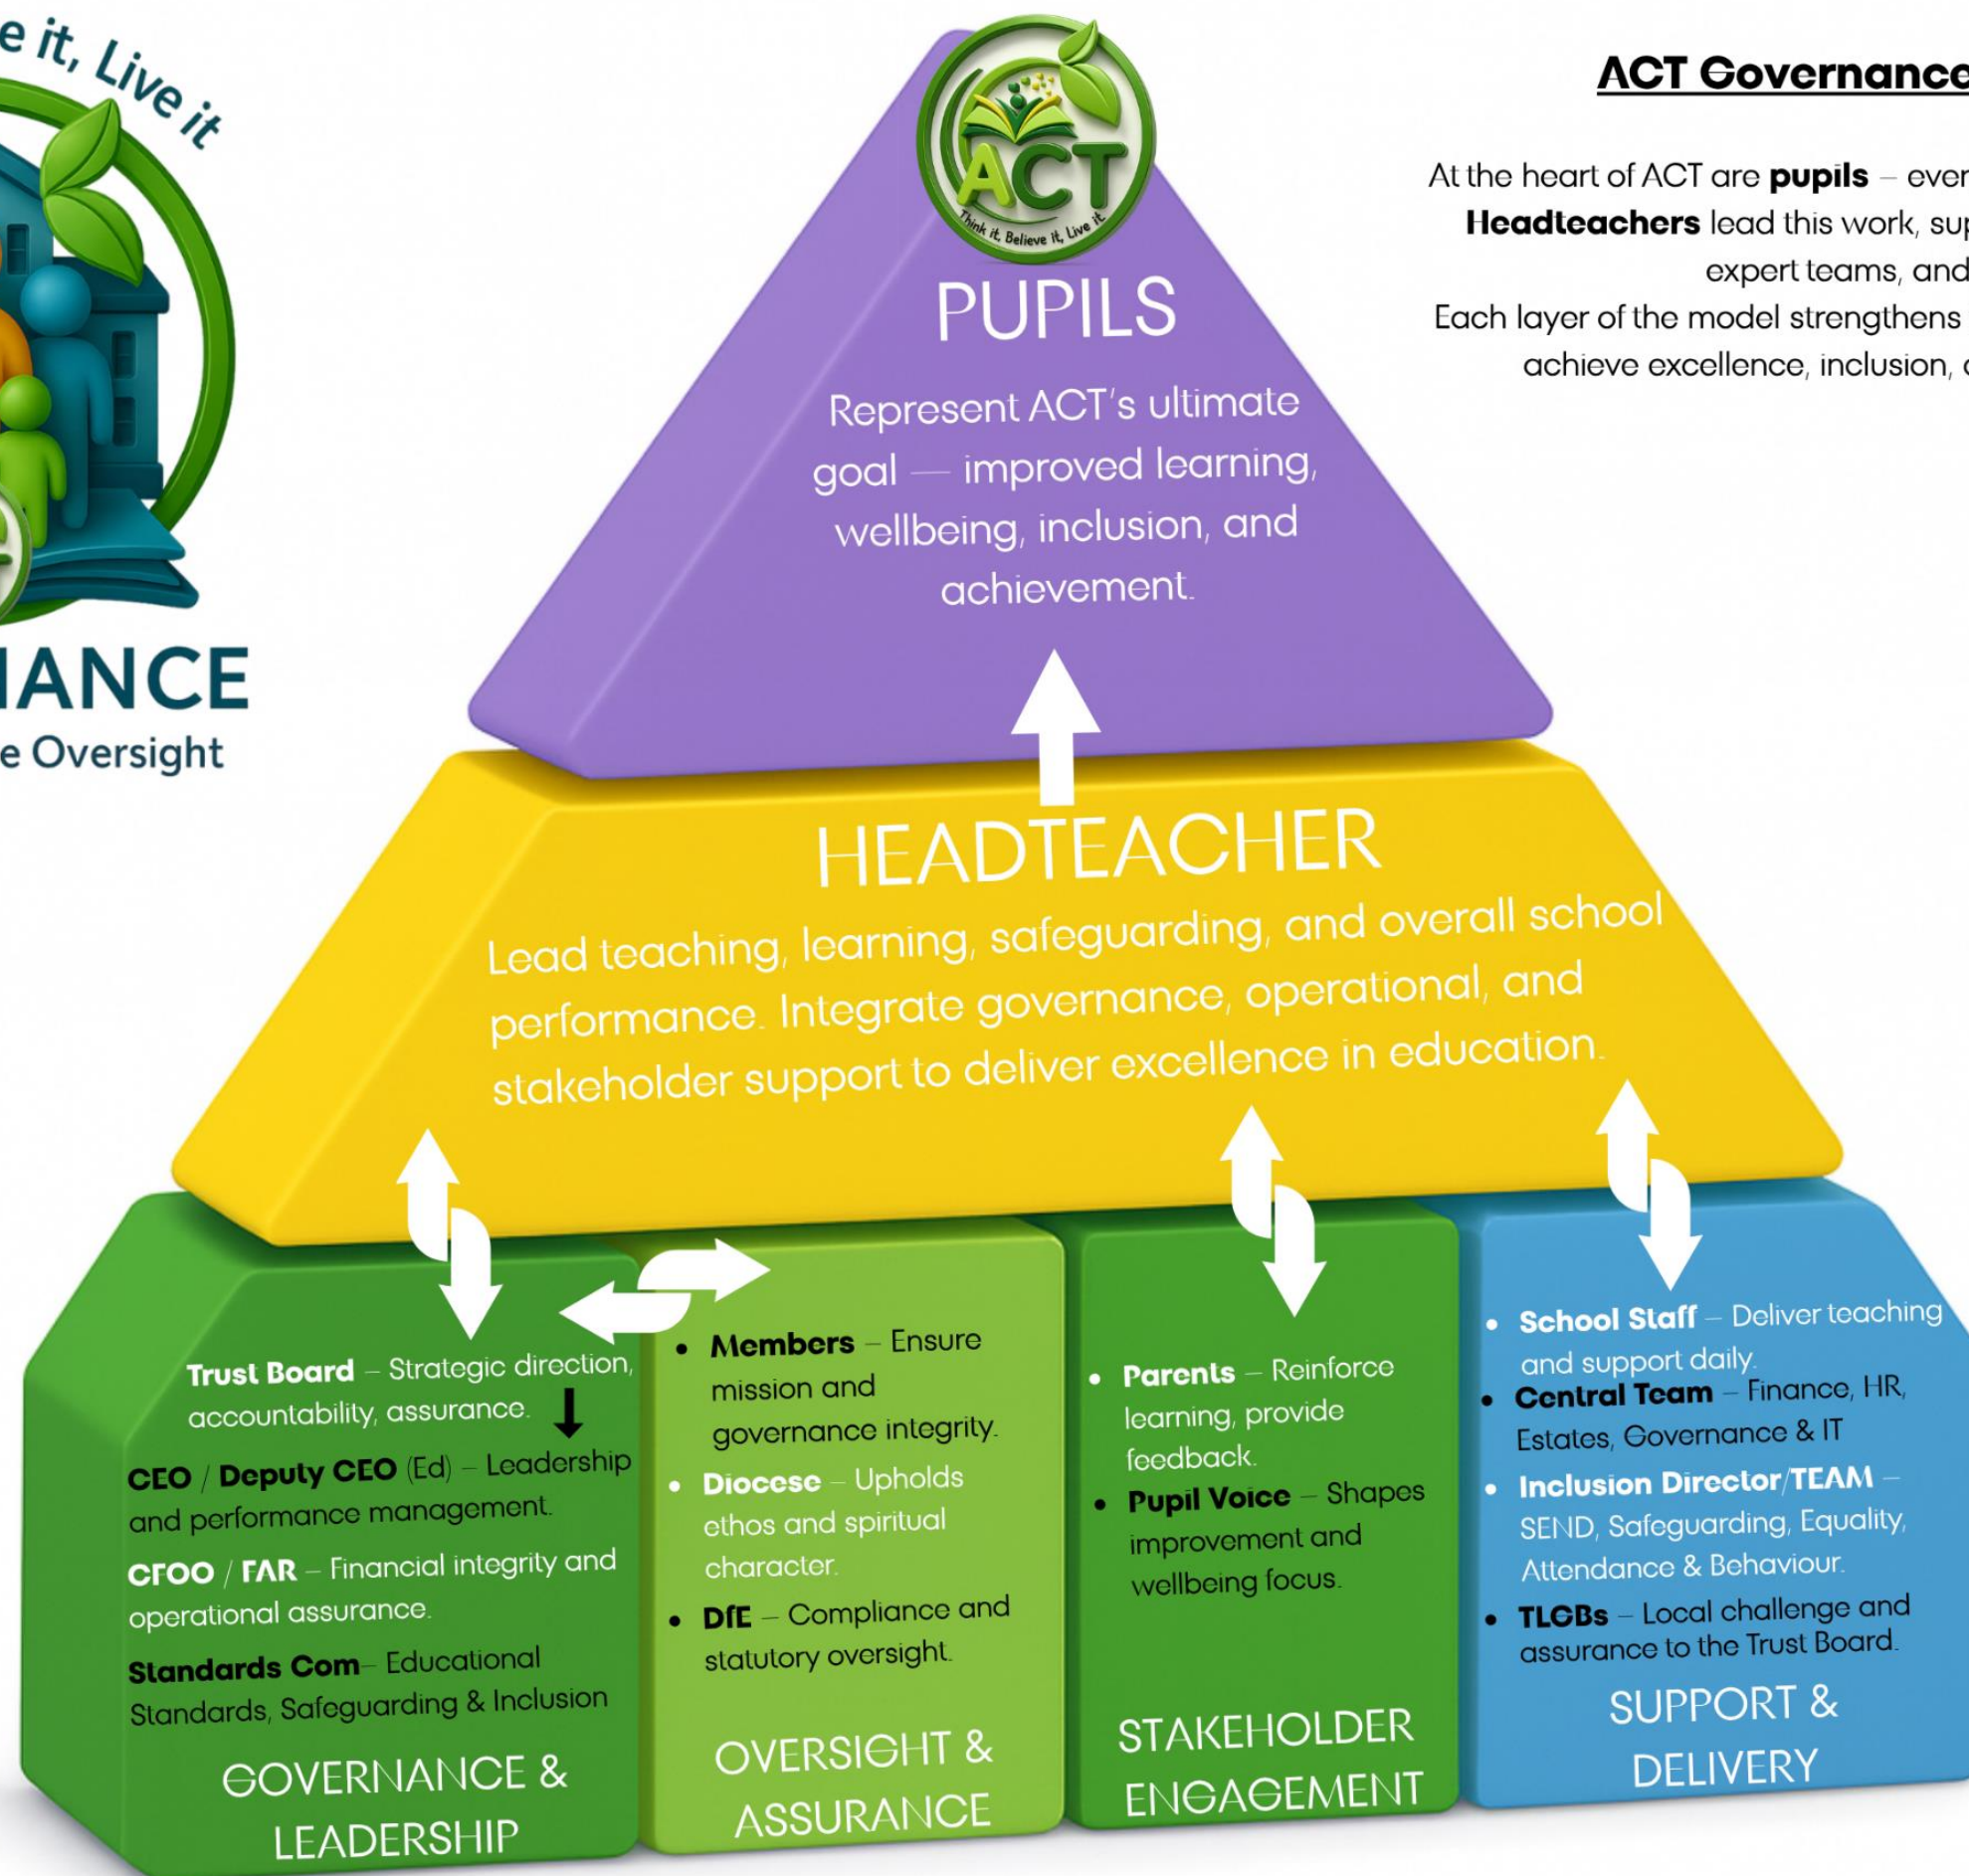 e it, Live it
IANCE
e Oversight
ACT
Think it, Believe it, Live it.
PUPILS
Represent ACT's ultimate
goal — improved learning,
wellbeing, inclusion, and
achievement.
ACT Governance
At the heart of ACT are pupils – ever
Headteachers lead this work, sup
expert teams, and
Each layer of the model strengthens
achieve excellence, inclusion,
HEADTEACHER
Lead teaching, learning, safeguarding, and overall school
performance. Integrate governance, operational, and
stakeholder support to deliver excellence in education.
Trust Board – Strategic direction,
accountability, assurance.
CEO / Deputy CEO (Ed) – Leadership
and performance management.
CFOO / FAR – Financial integrity and
operational assurance.
Standards Com– Educational
Standards, Safeguarding & Inclusion
GOVERNANCE &
LEADERSHIP
• Members – Ensure
mission and
governance integrity.
• Diocese – Upholds
ethos and spiritual
character.
• DfE – Compliance and
statutory oversight.
OVERSIGHT &
ASSURANCE
• Parents – Reinforce
learning, provide
feedback.
• Pupil Voice – Shapes
improvement and
wellbeing focus.
STAKEHOLDER
ENGAGEMENT
• School Staff – Deliver teaching
and support daily.
• Central Team – Finance, HR,
Estates, Governance & IT
• Inclusion Director/TEAM –
SEND, Safeguarding, Equality,
Attendance & Behaviour.
• TLGBs – Local challenge and
assurance to the Trust Board.
SUPPORT &
DELIVERY